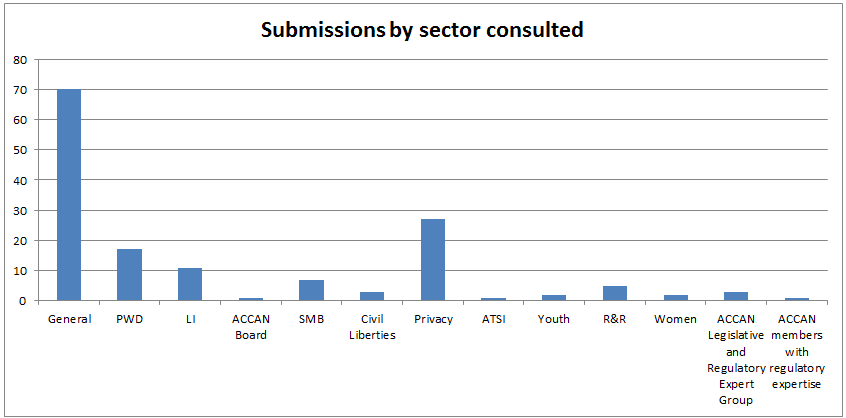 Submissions by sector consulted
80
70
60
50
40
30
20
10
0
General
PWD
LI
ACCAN
Board
SMB
Civil
Liberties
Privacy
ATSI
Youth
R&R
Women
ACCAN
Legislative
and
Regulatory
Expert
Group
ACCAN
members
with
regulatory
expertise